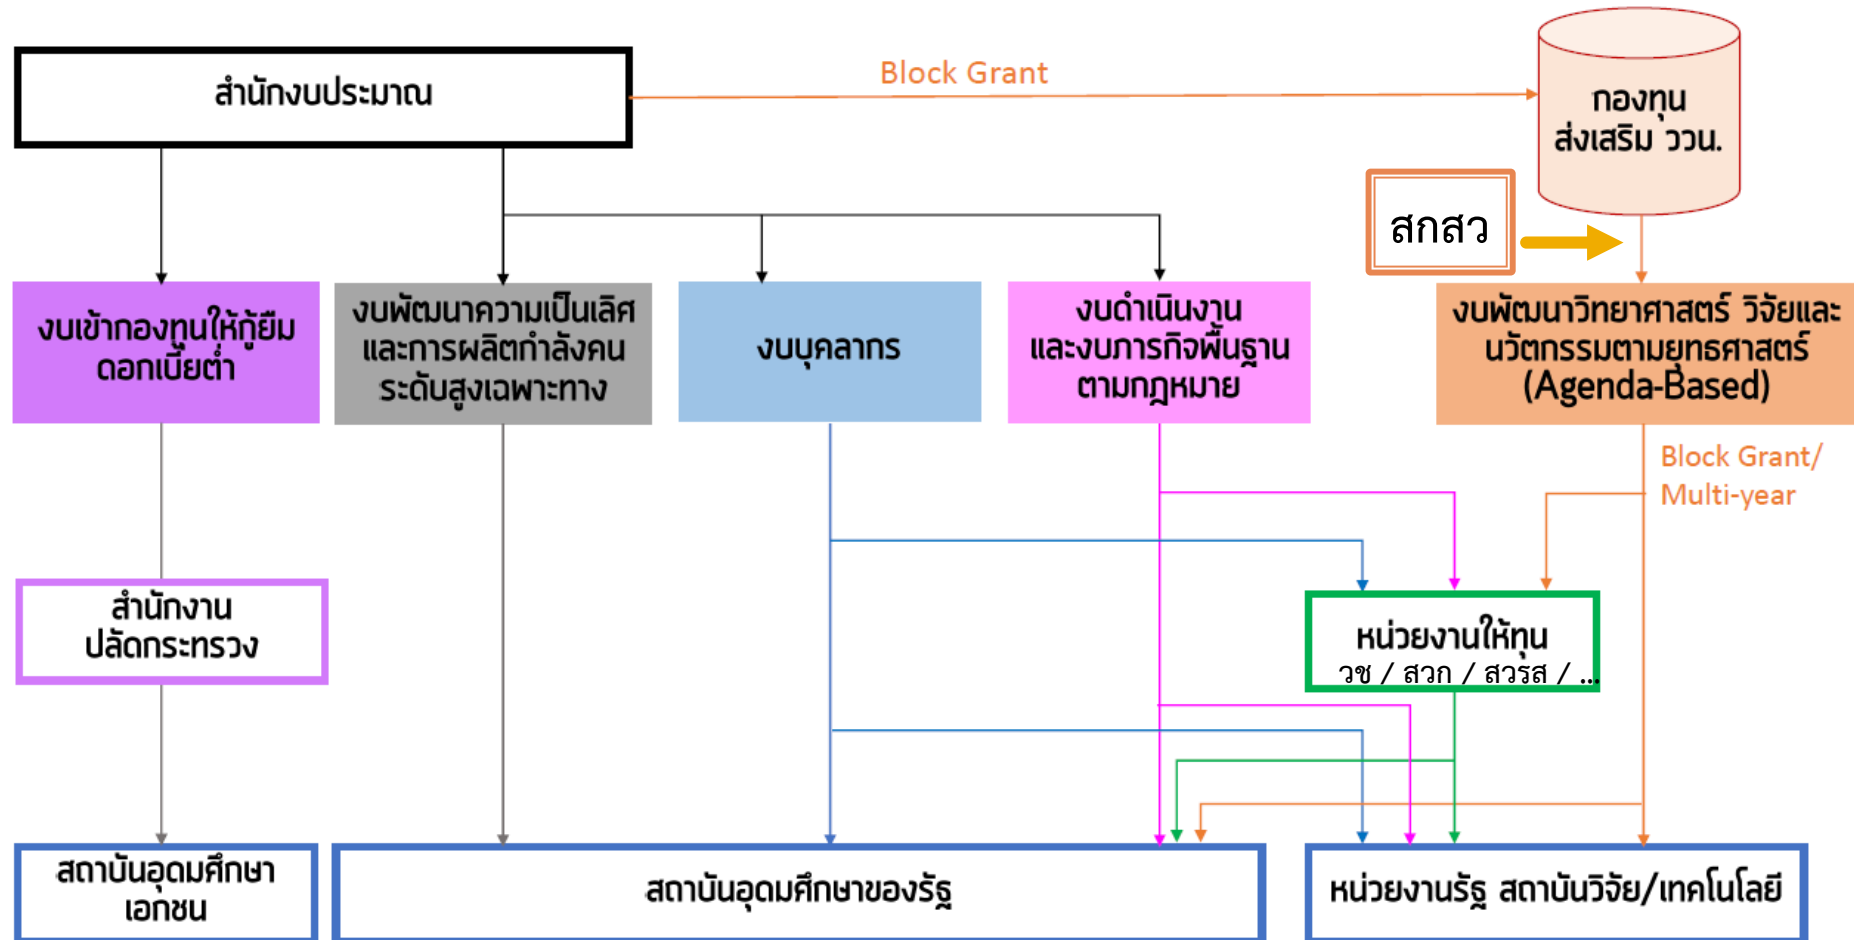 สำนักงบประมาณ
Block Grant
กองทุน
ส่งเสริม ววน.
สกสว
งบเข้ากองทุนให้กู้ยืม
ดอกเบี้ยต่ำ
งบพัฒนาความเป็นเลิศ
และการผลิตกำลังคน
ระดับสูงเฉพาะทาง
งบบุคลากร
งบดำเนินงาน
และงบภารกิจพื้นฐาน
ตามกฎหมาย
งบพัฒนาวิทยาศาสตร์ วิจัยและ
นวัตกรรมตามยุทธศาสตร์
(Agenda-Based)
Block Grant/
Multi-year
สำนักงาน
ปลัดกระทรวง
หน่วยงานให้ทุน
วช / สวก / สวรส / ...
สถาบันอุดมศึกษา
เอกชน
สถาบันอุดมศึกษาของรัฐ
หน่วยงานรัฐ สถาบันวิจัย/เทคโนโลยี